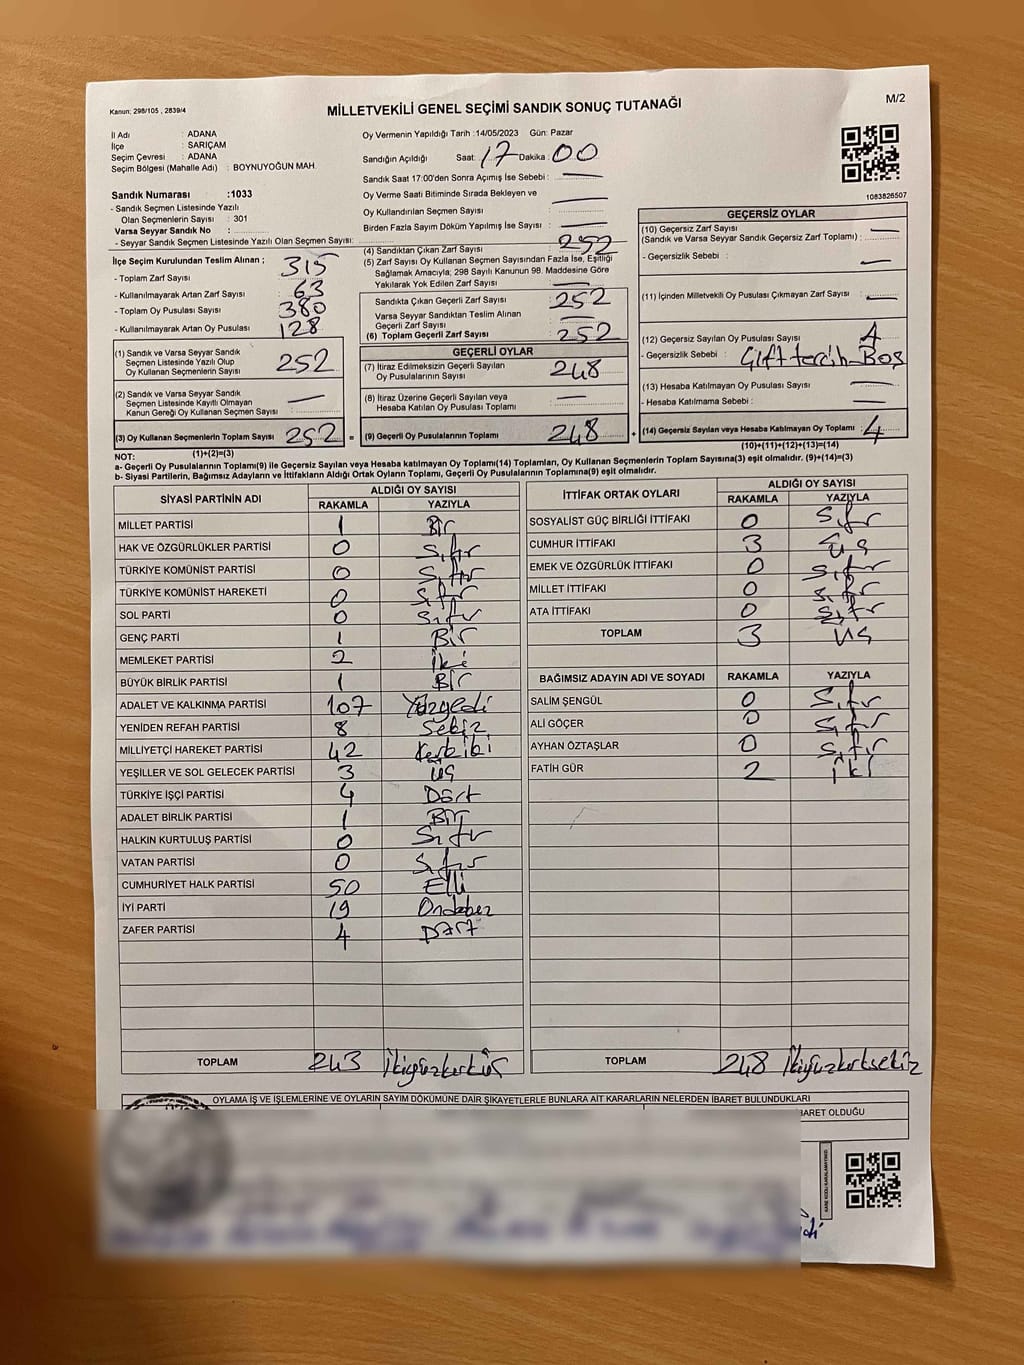 Kanun: 298/105 , 2839/4
MİLLETVEKİLİ GENEL SEÇİMİ SANDIK SONUÇ TUTANAĞI
M/2
İl Adı : ADANA
İlçe : SARIÇAM
Seçim Çevresi : ADANA
Seçim Bölgesi (Mahalle Adı) : BOYNUYOĞUN MAH.
Sandık Numarası :1033
- Sandık Seçmen Listesinde Yazılı
Olan Seçmenlerin Sayısı : 301
Varsa Seyyar Sandık No :
- Seyyar Sandık Seçmen Listesinde Yazılı Olan Seçmen Sayısı:
Oy Vermenin Yapıldığı Tarih :14/05/2023 Gün: Pazar
Sandığın Açıldığı Saat: 17 Dakika: 00
Sandık Saat 17:00'den Sonra Açımış İse Sebebi : —
Oy Verme Saati Bitiminde Sırada Bekleyen ve
Oy Kullandırılan Seçmen Sayısı : —
Birden Fazla Sayım Döküm Yapılmış İse Sayısı : —
1083826507
İlçe Seçim Kurulundan Teslim Alınan ;
- Toplam Zarf Sayısı : 315
- Kullanılmayarak Artan Zarf Sayısı : 63
- Toplam Oy Pusulası : 380
- Kullanılmayarak Artan Oy Pusulası : 128
(4) Sandıktan Çıkan Zarf Sayısı : 252
(5) Zarf Sayısı Oy Kullanan Seçmen Sayısından Fazla İse, Eşitliği
Sağlamak Amacıyla; 298 Sayılı Kanunun 98. Maddesine Göre
Yakılarak Yok Edilen Zarf Sayısı : —
Sandıkta Çıkan Geçerli Zarf Sayısı : 252
Varsa Seyyar Sandıktan Teslim Alınan
Geçerli Zarf Sayısı : —
(6) Toplam Geçerli Zarf Sayısı : 252
GEÇERSİZ OYLAR
(10) Geçersiz Zarf Sayısı
(Sandık ve Varsa Seyyar Sandık Geçersiz Zarf Toplamı) : —
- Geçersizlik Sebebi : —
(11) İçinden Milletvekili Oy Pusulası Çıkmayan Zarf Sayısı : —
(12) Geçersiz Sayılan Oy Pusulası Sayısı : 4
- Geçersizlik Sebebi : Çift tercih-Boş
(13) Hesaba Katılmayan Oy Pusulası Sayısı : —
- Hesaba Katılmama Sebebi : —
(14) Geçersiz Sayılan veya Hesaba Katılmayan Oy Toplamı : 4
(1) Sandık ve Varsa Seyyar Sandık
Seçmen Listesinde Yazılı Olup
Oy Kullanan Seçmenlerin Sayısı : 252
(2) Sandık ve Varsa Seyyar Sandık
Seçmen Listesinde Kayıtlı Olmayan
Kanun Gereği Oy Kullanan Seçmen Sayısı : —
(3) Oy Kullanan Seçmenlerin Toplam Sayısı : 252 =
GEÇERLİ OYLAR
(7) İtiraz Edilmeksizin Geçerli Sayılan
Oy Pusulalarının Sayısı : 248
(8) İtiraz Üzerine Geçerli Sayılan veya
Hesaba Katılan Oy Pusulası Toplamı : —
(9) Geçerli Oy Pusulalarının Toplamı : 248 +
NOT: (1)+(2)=(3)
(10)+(11)+(12)+(13)=(14)
a- Geçerli Oy Pusulalarının Toplamı(9) ile Geçersiz Sayılan veya Hesaba katılmayan Oy Toplamı(14) Toplamları, Oy Kullanan Seçmenlerin Toplam Sayısına(3) eşit olmalıdır. (9)+(14)=(3)
b- Siyasi Partilerin, Bağımsız Adayların ve İttifakların Aldığı Ortak Oyların Toplamı, Geçerli Oy Pusulalarının Toplamına(9) eşit olmalıdır.
SİYASİ PARTİNİN ADI ALDIĞI OY SAYISI
RAKAMLA YAZIYLA
MİLLET PARTİSİ 1 Bir
HAK VE ÖZGÜRLÜKLER PARTİSİ 0 Sıfır
TÜRKİYE KOMÜNİST PARTİSİ 0 Sıfır
TÜRKİYE KOMÜNİST HAREKETİ 0 Sıfır
SOL PARTİ 0 Sıfır
GENÇ PARTİ 1 Bir
MEMLEKET PARTİSİ 2 İki
BÜYÜK BİRLİK PARTİSİ 1 Bir
ADALET VE KALKINMA PARTİSİ 107 Yüzyedi
YENİDEN REFAH PARTİSİ 8 Sekiz
MİLLİYETÇİ HAREKET PARTİSİ 42 Kırkiki
YEŞİLLER VE SOL GELECEK PARTİSİ 3 Üç
TÜRKİYE İŞÇİ PARTİSİ 4 Dört
ADALET BİRLİK PARTİSİ 1 Bir
HALKIN KURTULUŞ PARTİSİ 0 Sıfır
VATAN PARTİSİ 0 Sıfır
CUMHURİYET HALK PARTİSİ 50 Elli
İYİ PARTİ 19 Ondokuz
ZAFER PARTİSİ 4 Dört
TOPLAM 243 İkiyüzkırküç
İTTİFAK ORTAK OYLARI ALDIĞI OY SAYISI
RAKAMLA YAZIYLA
SOSYALİST GÜÇ BİRLİĞİ İTTİFAKI 0 Sıfır
CUMHUR İTTİFAKI 3 Üç
EMEK VE ÖZGÜRLÜK İTTİFAKI 0 Sıfır
MİLLET İTTİFAKI 0 Sıfır
ATA İTTİFAKI 0 Sıfır
TOPLAM 3 Üç
BAĞIMSIZ ADAYIN ADI VE SOYADI RAKAMLA YAZIYLA
SALİM ŞENGÜL 0 Sıfır
ALİ GÖÇER 0 Sıfır
AYHAN ÖZTAŞLAR 0 Sıfır
FATİH GÜR 2 İki
TOPLAM 248 İkiyüzkırksekiz
OYLAMA İŞ VE İŞLEMLERİNE VE OYLARIN SAYIM DÖKÜMÜNE DAİR ŞİKAYETLERLE BUNLARA AİT KARARLARIN NELERDEN İBARET BULUNDUKLARI
BARET OLDUĞU